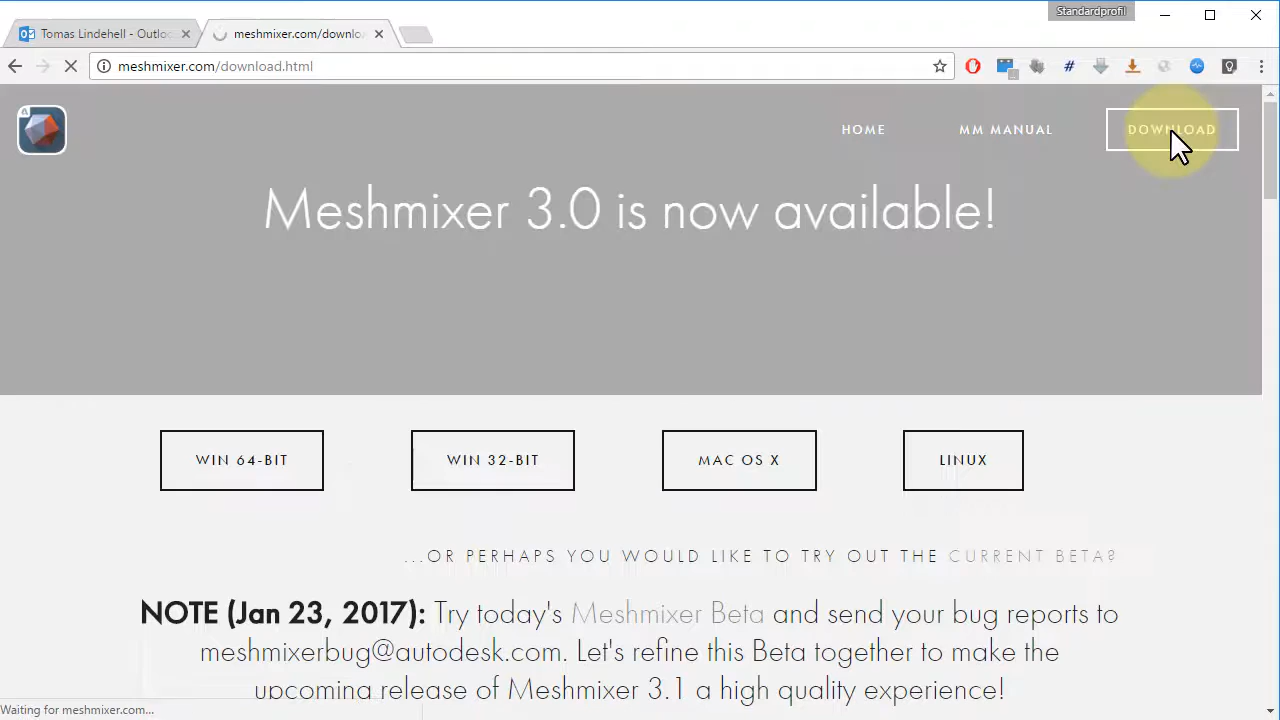 Standardprofil
Tomas Lindehell - Outlo
meshmixer.com/downlo
meshmixer.com/download.html
HOME
MM MANUAL
DOWNLOAD
Meshmixer 3.0 is now available!
WIN 64-BIT
WIN 32-BIT
MAC OS X
LINUX
...OR PERHAPS YOU WOULD LIKE TO TRY OUT THE CURRENT BETA?
NOTE (Jan 23, 2017): Try today's Meshmixer Beta and send your bug reports to
meshmixerbug@autodesk.com. Let's refine this Beta together to make the
upcoming release of Meshmixer 3.1 a high quality experience!
Waiting for meshmixer.com...